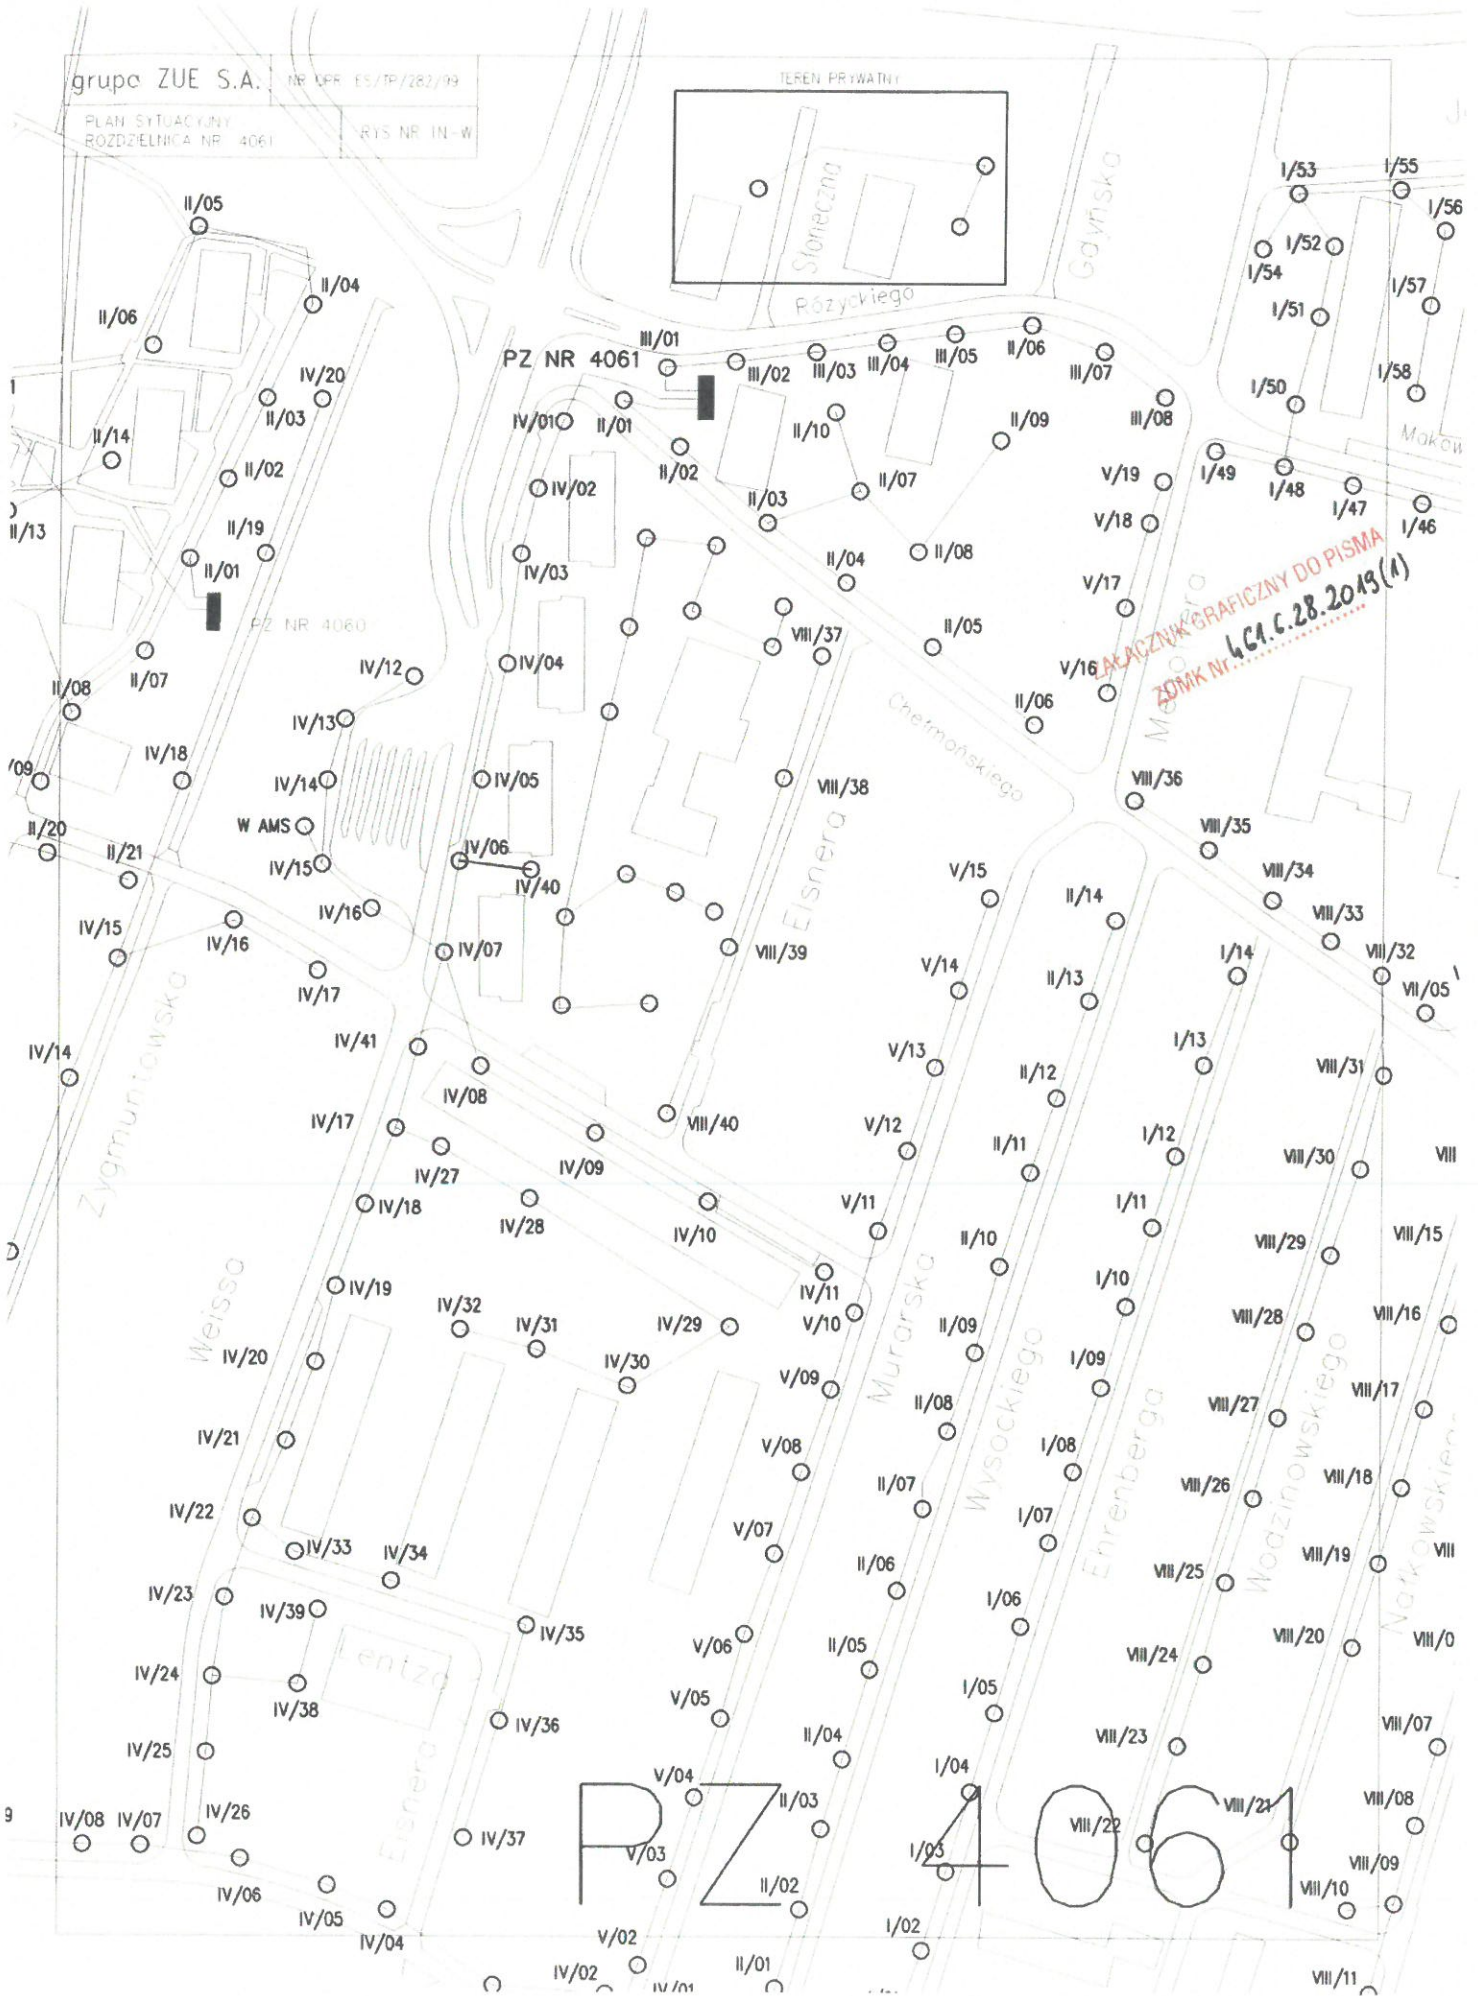 grupa ZUE S.A.
NR OPR ES/TP/282/99
PLAN SYTUACYJNY
ROZDZIELNICA NR 4061
RYS NR IN-W
TEREN PRYWATNY
Słoneczna
Różyckiego
Gdyńska
I/53
I/55
I/56
I/52
I/54
I/57
I/51
I/58
I/50
II/05
II/04
II/06
IV/20
II/03
II/14
II/02
II/13
II/19
II/01
PZ NR 4060
II/07
II/08
/09
IV/18
II/20
II/21
PZ NR 4061
III/01
III/02
III/03
III/04
III/05
II/06
III/07
III/08
IV/01
II/01
II/02
II/10
II/09
II/07
II/03
II/08
II/04
II/05
II/06
IV/02
IV/03
IV/04
IV/05
IV/06
IV/40
IV/07
IV/12
IV/13
IV/14
W AMS
IV/15
IV/16
I/49
I/48
I/47
I/46
V/19
V/18
V/17
V/16
ZAŁĄCZNIK GRAFICZNY DO PISMA
ZDMK Nr 461.6.28.2019(1)
Chełmońskiego
VIII/37
VIII/38
VIII/39
VIII/40
Elsnera
VIII/36
VIII/35
VIII/34
VIII/33
VIII/32
VII/05
VIII/31
VIII/30
VIII/29
VIII/28
VIII/27
VIII/26
VIII/25
VIII/24
VIII/23
VIII/22
VIII/21
IV/15
IV/16
IV/17
IV/14
Zygmuntowska
IV/41
IV/08
IV/17
IV/27
IV/09
IV/18
IV/28
IV/10
IV/11
IV/19
IV/32
IV/31
IV/29
IV/30
IV/20
IV/21
IV/22
IV/33
IV/34
IV/23
IV/39
IV/35
IV/24
IV/38
IV/36
IV/25
IV/26
IV/37
Weissa
Lentza
Elsnera
V/15
V/14
V/13
V/12
V/11
V/10
V/09
V/08
V/07
V/06
V/05
V/04
V/03
V/02
Murarska
II/14
II/13
II/12
II/11
II/10
II/09
II/08
II/07
II/06
II/05
II/04
II/03
II/02
II/01
Wysockiego
I/14
I/13
I/12
I/11
I/10
I/09
I/08
I/07
I/06
I/05
I/04
I/03
I/02
Ehrenberga
Wodzinowskiego
VIII
VIII/15
VIII/16
VIII/17
VIII/18
VIII/19
VIII
VIII/20
VIII/0
VIII/07
VIII/08
VIII/09
VIII/10
VIII/11
9
IV/08
IV/07
IV/06
IV/05
IV/04
IV/02
IV/01
PZ 4061